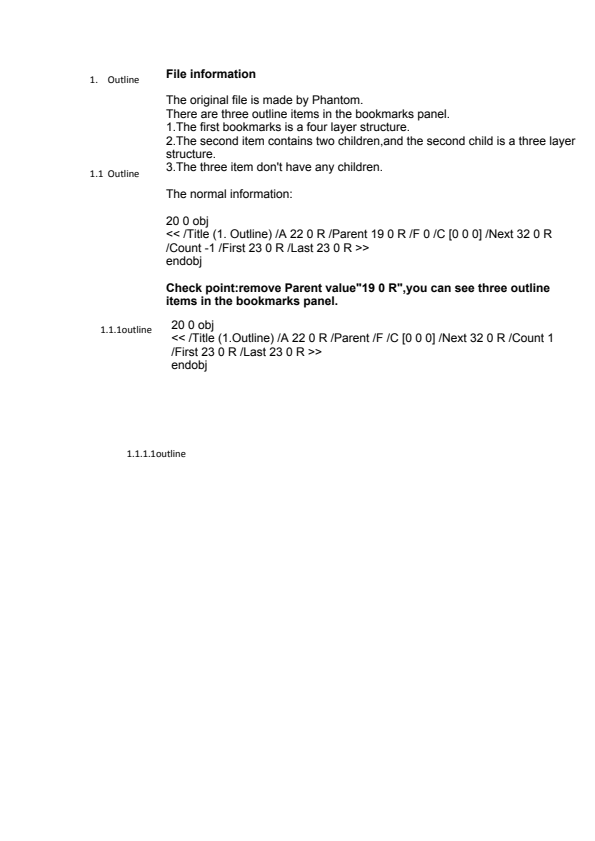 1. Outline
File information
The original file is made by Phantom.
There are three outline items in the bookmarks panel.
1.The first bookmarks is a four layer structure.
2.The second item contains two children,and the second child is a three layer
structure.
1.1 Outline
3.The three item don't have any children.
The normal information:
20 0 obj
<< /Title (1. Outline) /A 22 0 R /Parent 19 0 R /F 0 /C [0 0 0] /Next 32 0 R
/Count -1 /First 23 0 R /Last 23 0 R >>
endobj
Check point:remove Parent value"19 0 R",you can see three outline
items in the bookmarks panel.
1.1.1outline
20 0 obj
<< /Title (1.Outline) /A 22 0 R /Parent /F /C [0 0 0] /Next 32 0 R /Count 1
/First 23 0 R /Last 23 0 R >>
endobj
1.1.1.1outline